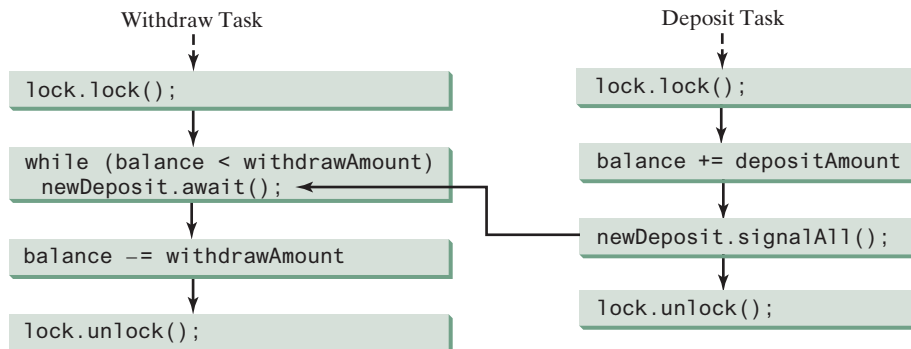 Withdraw Task
lock.lock();
while (balance < withdrawAmount)
newDeposit.await();
balance −= withdrawAmount
lock.unlock();
Deposit Task
lock.lock();
balance += depositAmount
newDeposit.signalAll();
lock.unlock();